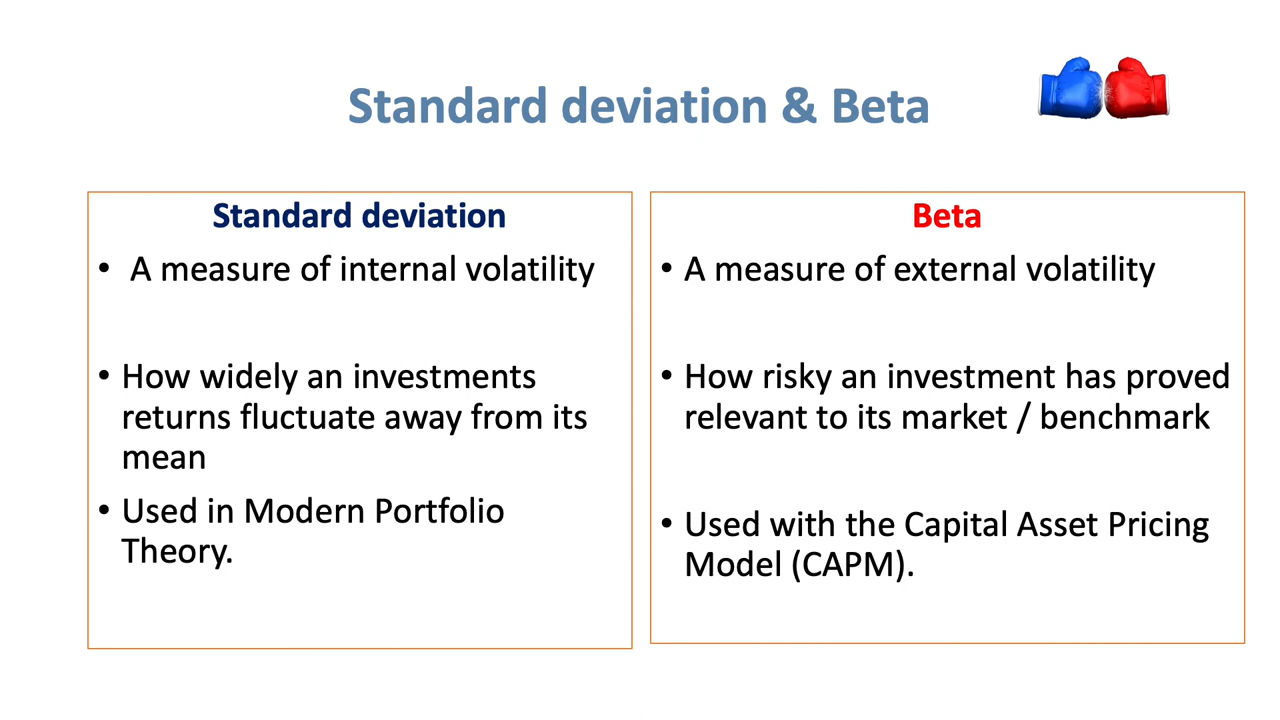 Standard deviation & Beta
Standard deviation
• A measure of internal volatility
• How widely an investments
returns fluctuate away from its
mean
• Used in Modern Portfolio
Theory.
Beta
• A measure of external volatility
• How risky an investment has proved
relevant to its market / benchmark
• Used with the Capital Asset Pricing
Model (CAPM).